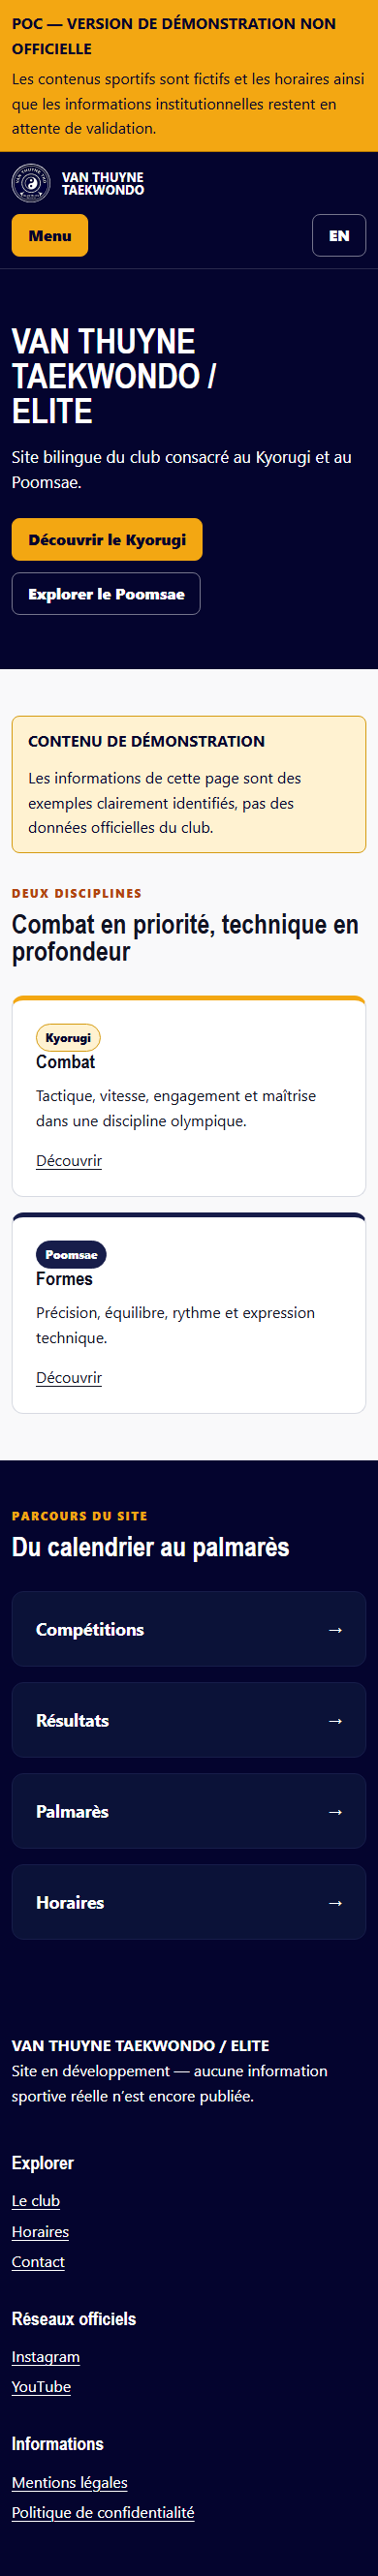 POC — VERSION DE DÉMONSTRATION NON
OFFICIELLE
Les contenus sportifs sont fictifs et les horaires ainsi
que les informations institutionnelles restent en
attente de validation.
VAN THUYNE
TAEKWONDO
Menu
EN
VAN THUYNE
TAEKWONDO /
ELITE
Site bilingue du club consacré au Kyorugi et au
Poomsae.
Découvrir le Kyorugi
Explorer le Poomsae
CONTENU DE DÉMONSTRATION
Les informations de cette page sont des
exemples clairement identifiés, pas des
données officielles du club.
DEUX DISCIPLINES
Combat en priorité, technique en
profondeur
Kyorugi
Combat
Tactique, vitesse, engagement et maîtrise
dans une discipline olympique.
Découvrir
Poomsae
Formes
Précision, équilibre, rythme et expression
technique.
Découvrir
PARCOURS DU SITE
Du calendrier au palmarès
Compétitions →
Résultats →
Palmarès →
Horaires →
VAN THUYNE TAEKWONDO / ELITE
Site en développement — aucune information
sportive réelle n’est encore publiée.
Explorer
Le club
Horaires
Contact
Réseaux officiels
Instagram
YouTube
Informations
Mentions légales
Politique de confidentialité